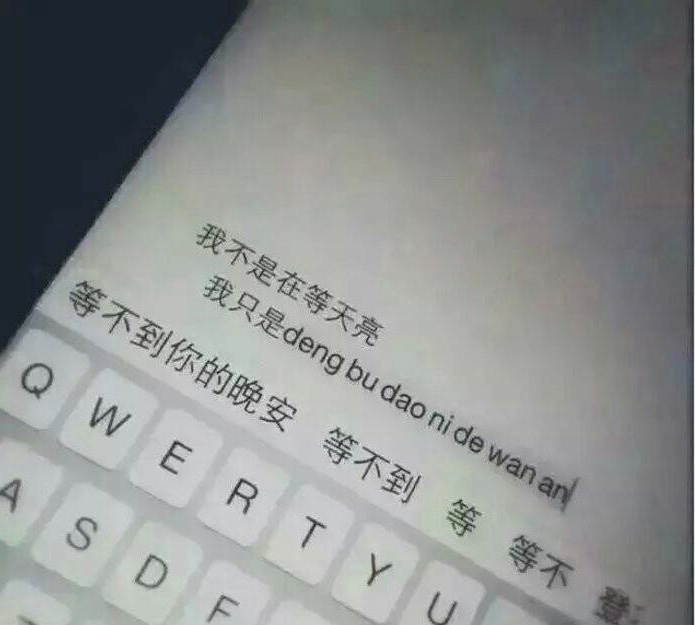 我不是在等天亮
我只是deng bu dao ni de wan an
等不到你的晚安 等不到 等 等不 登
Q W E R T Y U
A S D F